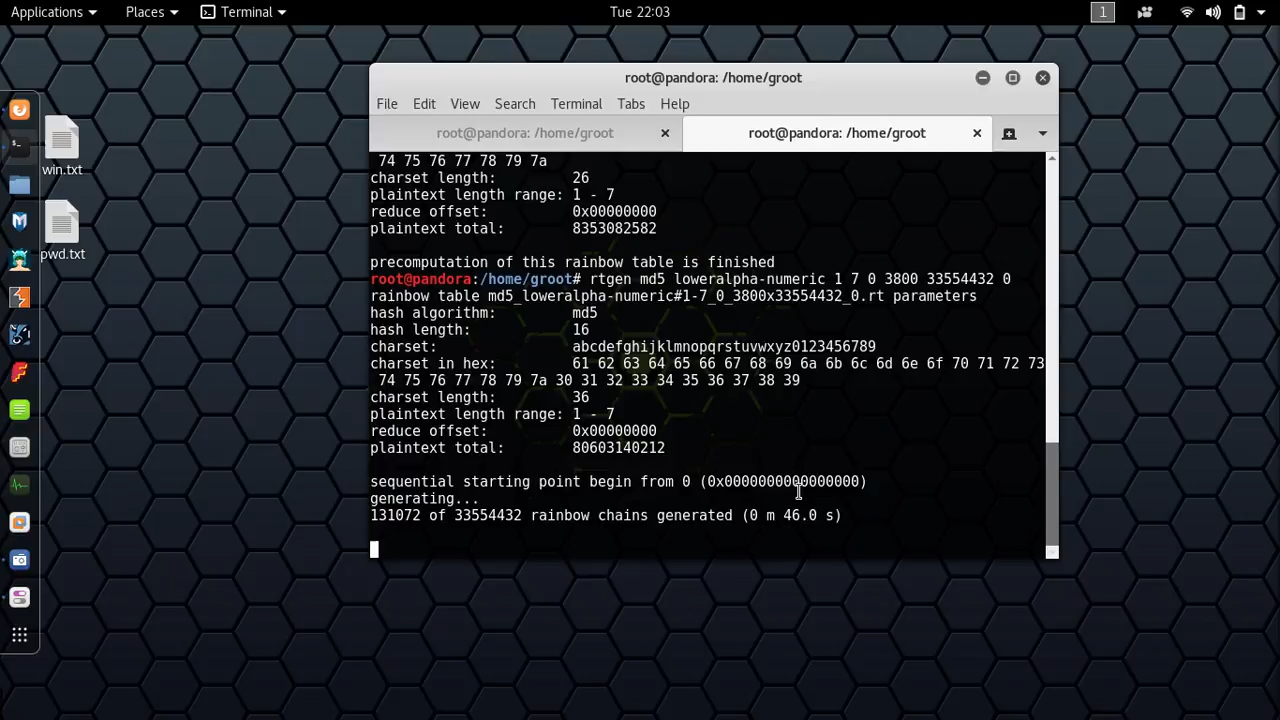 Applications Places Terminal Tue 22:03 1
win.txt
pwd.txt
root@pandora: /home/groot
File Edit View Search Terminal Tabs Help
root@pandora: /home/groot root@pandora: /home/groot
74 75 76 77 78 79 7a
charset length: 26
plaintext length range: 1 - 7
reduce offset: 0x00000000
plaintext total: 8353082582
precomputation of this rainbow table is finished
root@pandora:/home/groot# rtgen md5 loweralpha-numeric 1 7 0 3800 33554432 0
rainbow table md5_loweralpha-numeric#1-7_0_3800x33554432_0.rt parameters
hash algorithm: md5
hash length: 16
charset: abcdefghijklmnopqrstuvwxyz0123456789
charset in hex: 61 62 63 64 65 66 67 68 69 6a 6b 6c 6d 6e 6f 70 71 72 73
74 75 76 77 78 79 7a 30 31 32 33 34 35 36 37 38 39
charset length: 36
plaintext length range: 1 - 7
reduce offset: 0x00000000
plaintext total: 80603140212
sequential starting point begin from 0 (0x0000000000000000)
generating...
131072 of 33554432 rainbow chains generated (0 m 46.0 s)